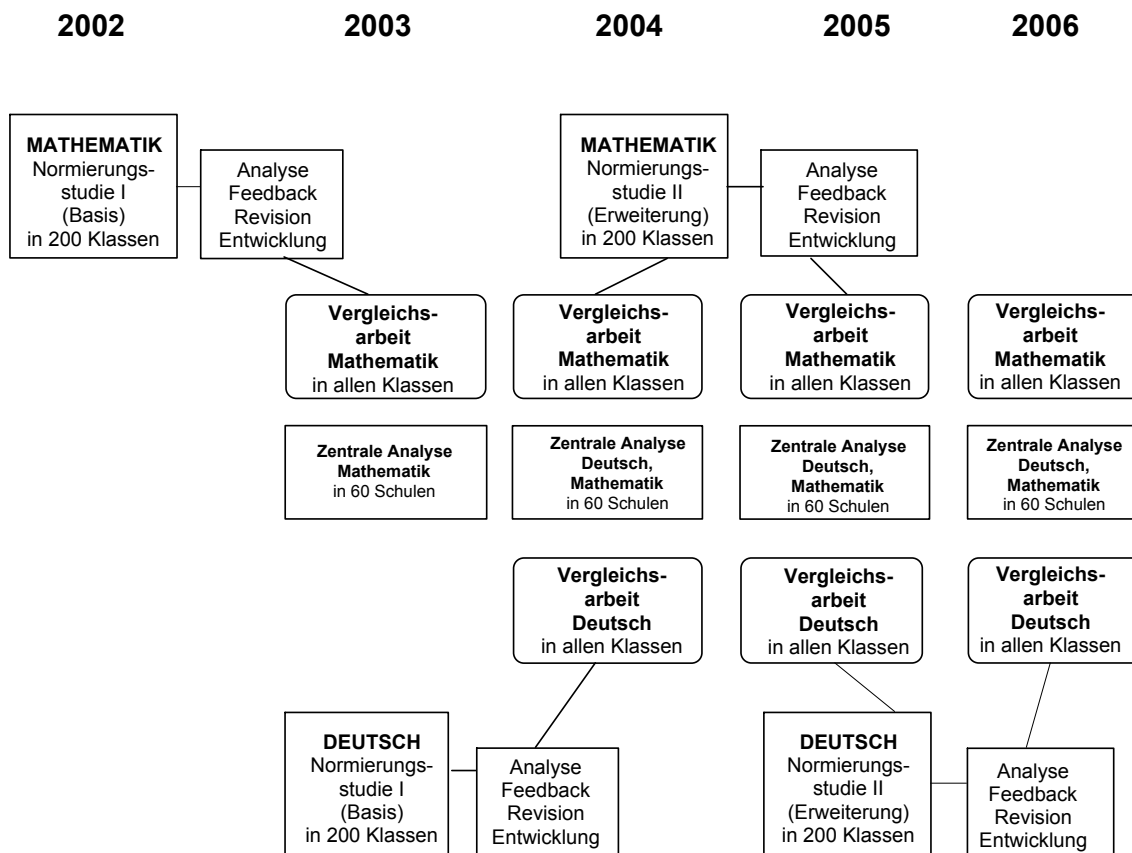 2002 2003 2004 2005 2006
MATHEMATIK
Normierungs-
studie I
(Basis)
in 200 Klassen
Analyse
Feedback
Revision
Entwicklung
MATHEMATIK
Normierungs-
studie II
(Erweiterung)
in 200 Klassen
Analyse
Feedback
Revision
Entwicklung
Vergleichs-
arbeit
Mathematik
in allen Klassen
Vergleichs-
arbeit
Mathematik
in allen Klassen
Vergleichs-
arbeit
Mathematik
in allen Klassen
Vergleichs-
arbeit
Mathematik
in allen Klassen
Zentrale Analyse
Mathematik
in 60 Schulen
Zentrale Analyse
Deutsch,
Mathematik
in 60 Schulen
Zentrale Analyse
Deutsch,
Mathematik
in 60 Schulen
Zentrale Analyse
Deutsch,
Mathematik
in 60 Schulen
Vergleichs-
arbeit
Deutsch
in allen Klassen
Vergleichs-
arbeit
Deutsch
in allen Klassen
Vergleichs-
arbeit
Deutsch
in allen Klassen
DEUTSCH
Normierungs-
studie I
(Basis)
in 200 Klassen
Analyse
Feedback
Revision
Entwicklung
DEUTSCH
Normierungs-
studie II
(Erweiterung)
in 200 Klassen
Analyse
Feedback
Revision
Entwicklung